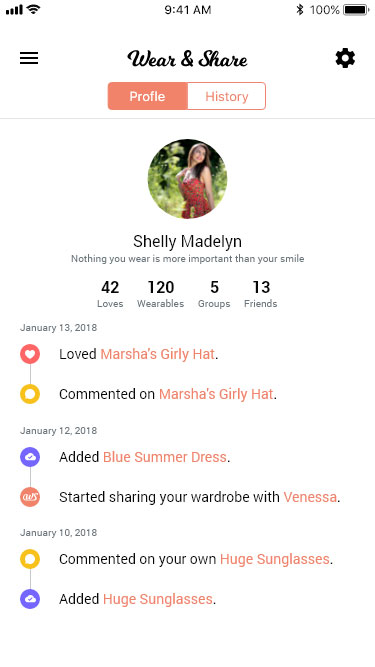 9:41 AM 100%
Wear & Share
Profle History
Shelly Madelyn
Nothing you wear is more important than your smile
42 120 5 13
Loves Wearables Groups Friends
January 13, 2018
Loved Marsha's Girly Hat.
Commented on Marsha's Girly Hat.
January 12, 2018
Added Blue Summer Dress.
WS Started sharing your wardrobe with Venessa.
January 10, 2018
Commented on your own Huge Sunglasses.
Added Huge Sunglasses.